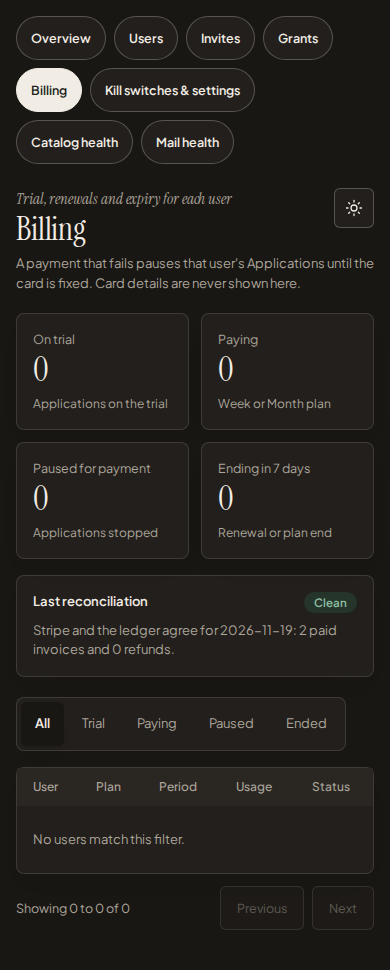 Overview
Users
Invites
Grants
Billing
Kill switches & settings
Catalog health
Mail health
Trial, renewals and expiry for each user
Billing
A payment that fails pauses that user's Applications until the
card is fixed. Card details are never shown here.
On trial
0
Applications on the trial
Paying
0
Week or Month plan
Paused for payment
0
Applications stopped
Ending in 7 days
0
Renewal or plan end
Last reconciliation
Clean
Stripe and the ledger agree for 2026-11-19: 2 paid
invoices and 0 refunds.
All
Trial
Paying
Paused
Ended
User
Plan
Period
Usage
Status
No users match this filter.
Showing 0 to 0 of 0
Previous
Next